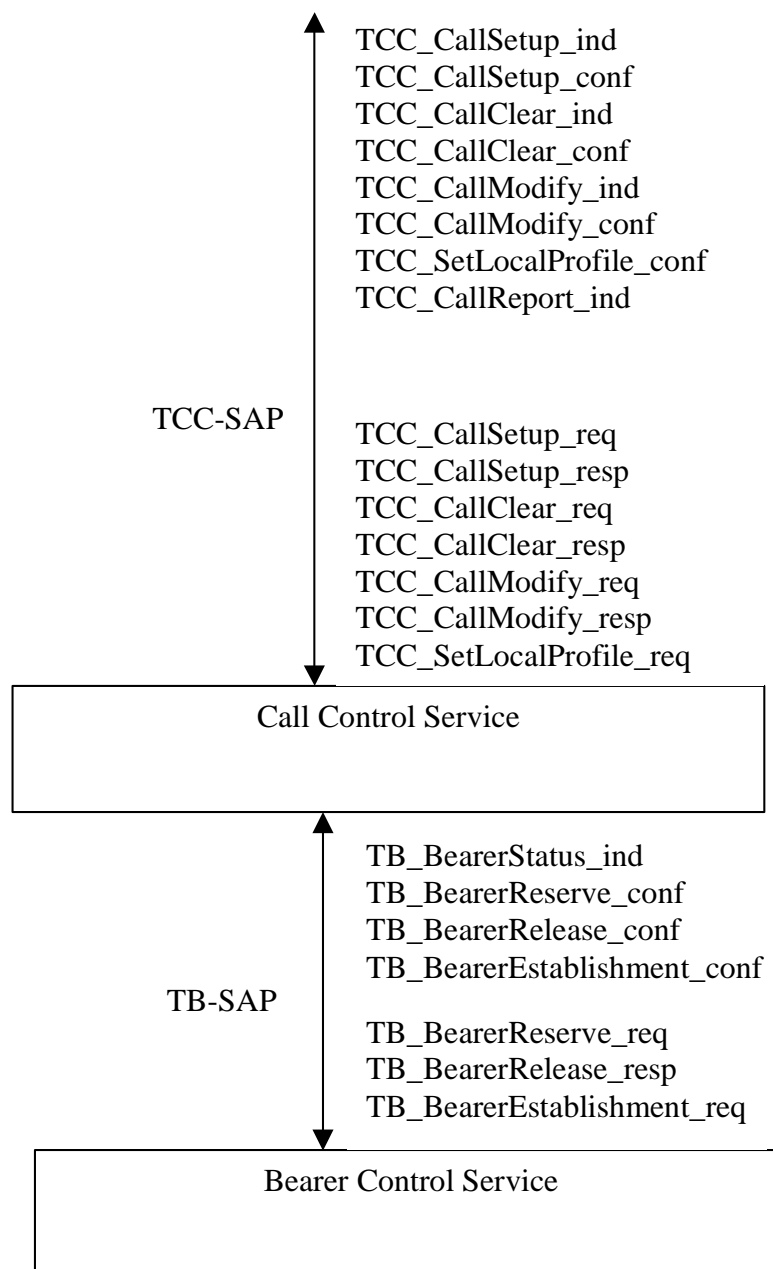 TCC_CallSetup_ind
TCC_CallSetup_conf
TCC_CallClear_ind
TCC_CallClear_conf
TCC_CallModify_ind
TCC_CallModify_conf
TCC_SetLocalProfile_conf
TCC_CallReport_ind
TCC-SAP
TCC_CallSetup_req
TCC_CallSetup_resp
TCC_CallClear_req
TCC_CallClear_resp
TCC_CallModify_req
TCC_CallModify_resp
TCC_SetLocalProfile_req
Call Control Service
TB_BearerStatus_ind
TB_BearerReserve_conf
TB_BearerRelease_conf
TB_BearerEstablishment_conf
TB-SAP
TB_BearerReserve_req
TB_BearerRelease_resp
TB_BearerEstablishment_req
Bearer Control Service